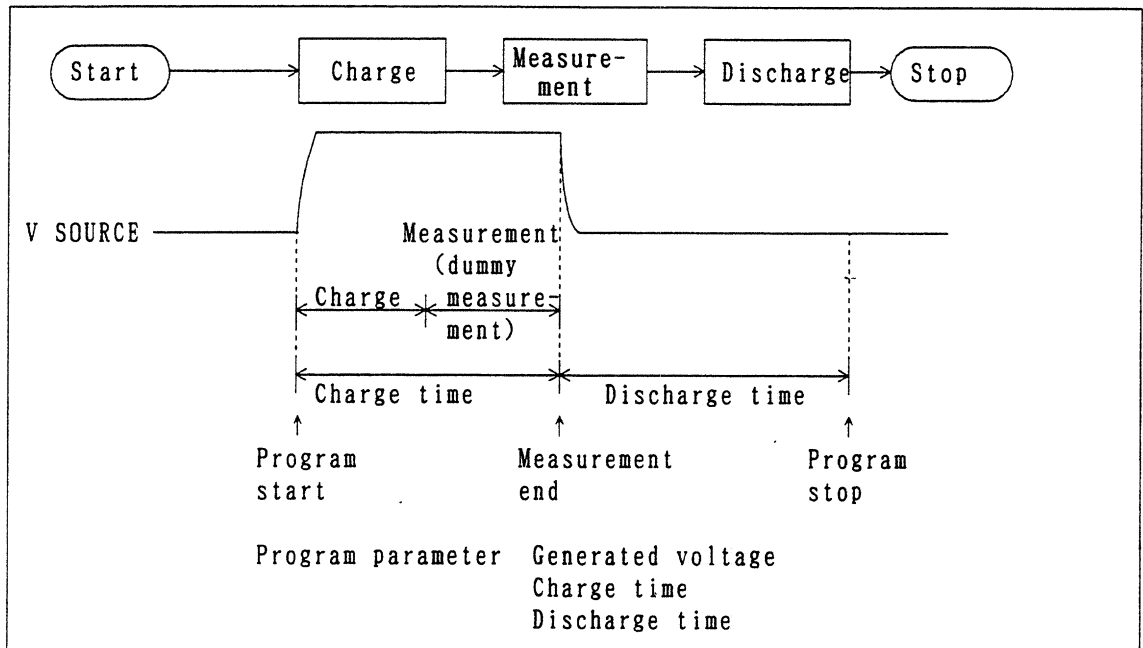 Start
Charge
Measure-
ment
Discharge
Stop
V SOURCE
Measurement
(dummy
measure-
ment)
Charge
Charge time
Discharge time
Program
start
Measurement
end
Program
stop
Program parameter Generated voltage
Charge time
Discharge time